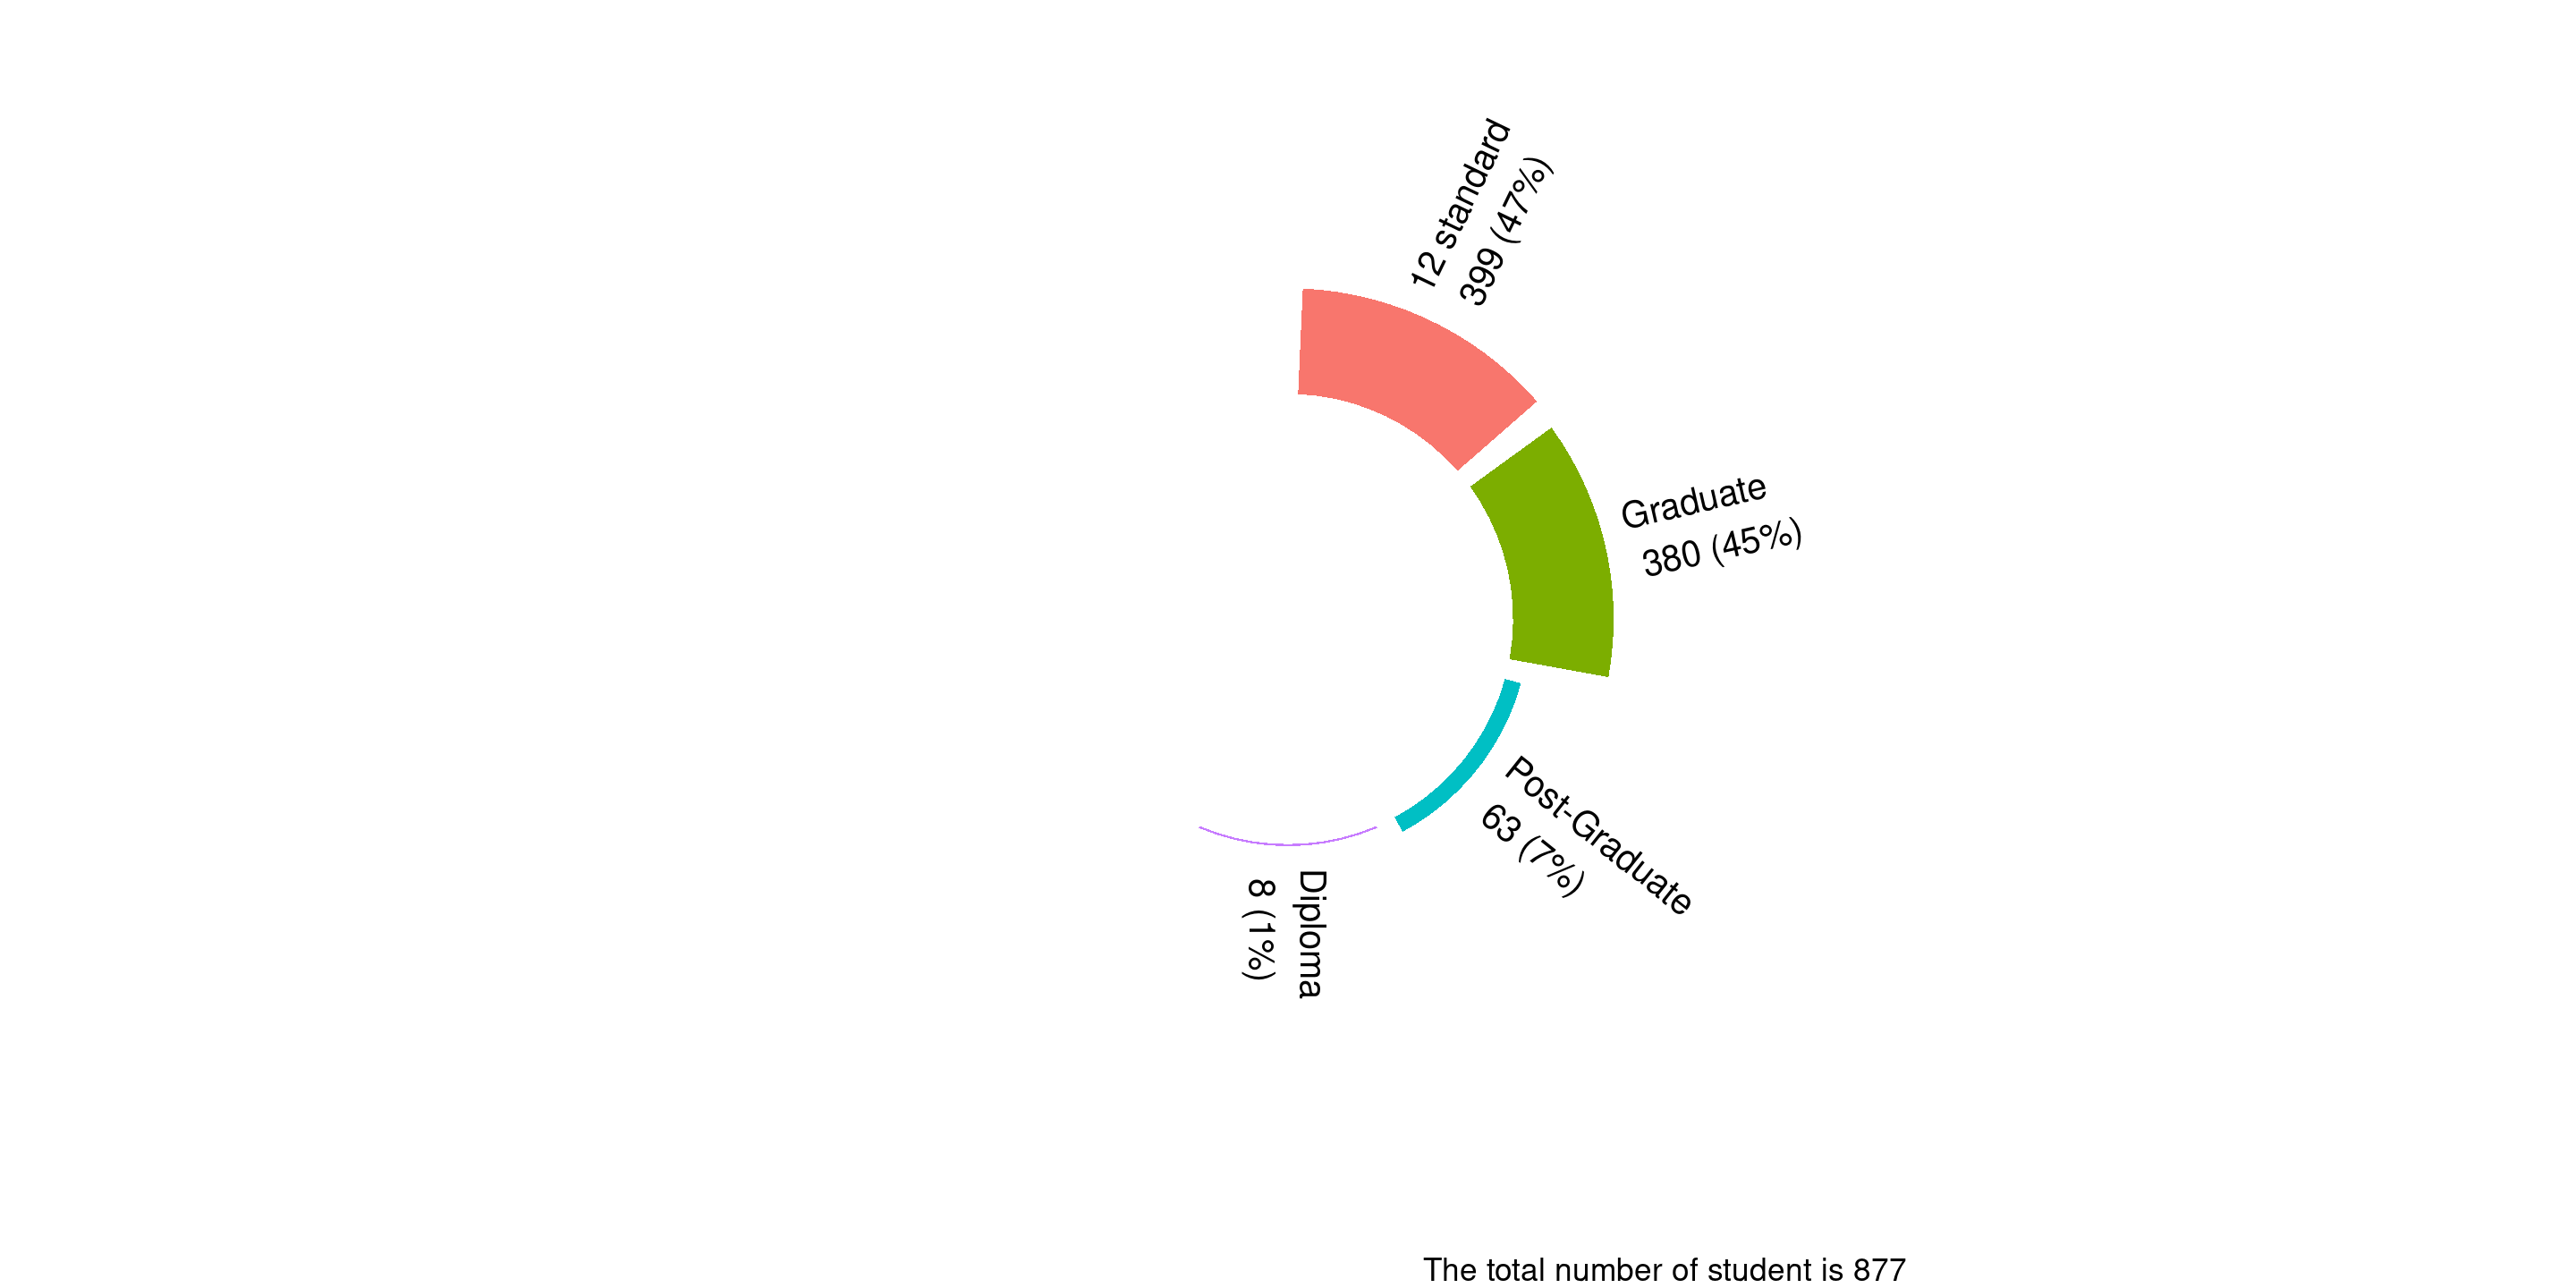 12 standard
399 (47%)
Graduate
380 (45%)
Post-Graduate
63 (7%)
Diploma
8 (1%)
The total number of student is 877